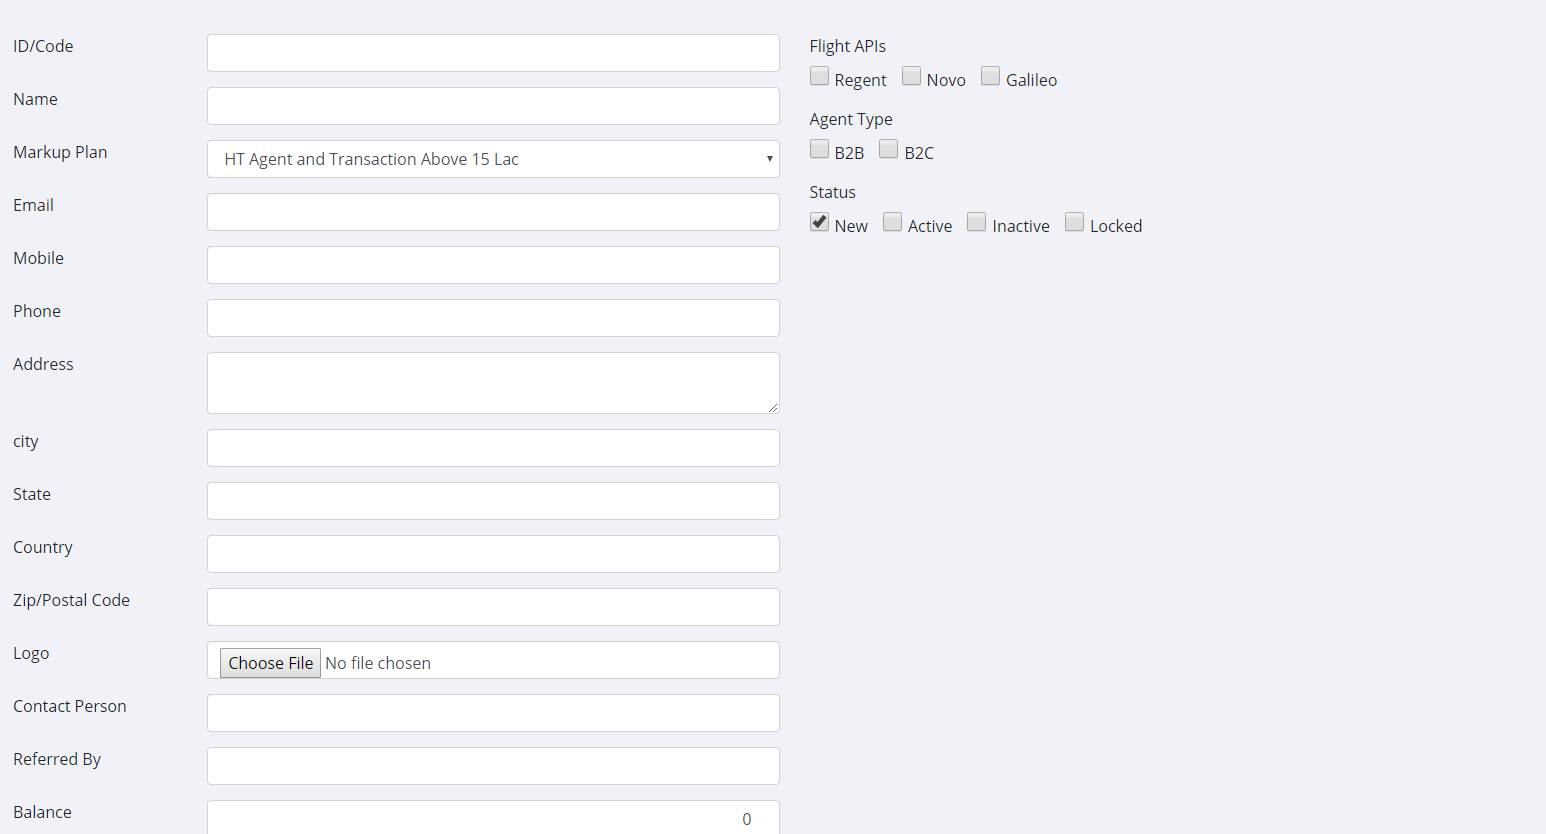 ID/Code
Name
Markup Plan
HT Agent and Transaction Above 15 Lac
Email
Mobile
Phone
Address
city
State
Country
Zip/Postal Code
Logo
Choose File No file chosen
Contact Person
Referred By
Balance
0
Flight APIs
Regent Novo Galileo
Agent Type
B2B B2C
Status
New Active Inactive Locked